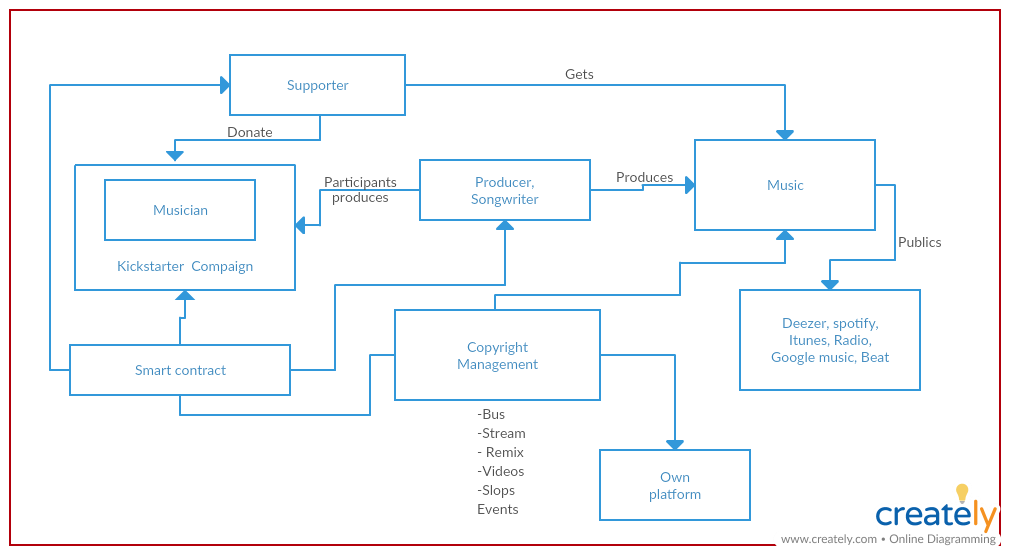 Supporter
Gets
Donate
Participants
produces
Producer,
Songwriter
Produces
Music
Musician
Kickstarter Compaign
Publics
Deezer, spotify,
Itunes, Radio,
Google music, Beat
Smart contract
Copyright
Management
-Bus
-Stream
- Remix
-Videos
-Slops
Events
Own
platform
creately
www.creately.com • Online Diagramming